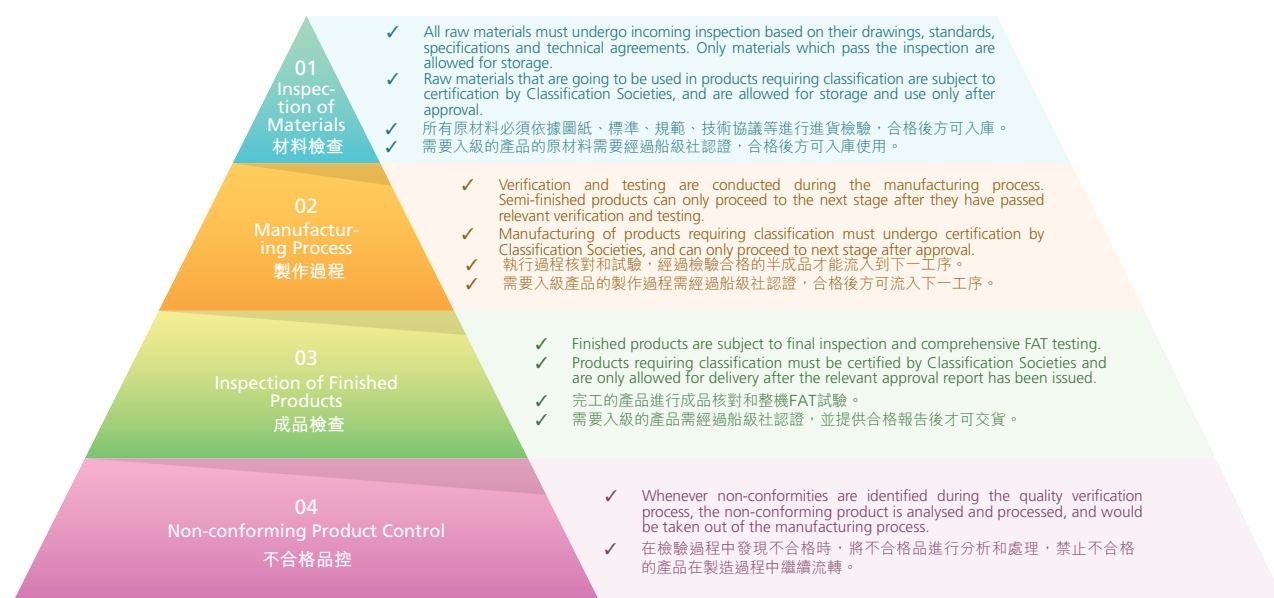 01
Inspec-
tion of
Materials
材料檢查
✓ All raw materials must undergo incoming inspection based on their drawings, standards,
specifications and technical agreements. Only materials which pass the inspection are
allowed for storage.
✓ Raw materials that are going to be used in products requiring classification are subject to
certification by Classification Societies, and are allowed for storage and use only after
approval.
✓ 所有原材料必須依據圖紙、標準、規範、技術協議等進行進貨檢驗，合格後方可入庫。
✓ 需要入級的產品的原材料需要經過船級社認證，合格後方可入庫使用。
02
Manufactur-
ing Process
製作過程
✓ Verification and testing are conducted during the manufacturing process.
Semi-finished products can only proceed to the next stage after they have passed
relevant verification and testing.
✓ Manufacturing of products requiring classification must undergo certification by
Classification Societies, and can only proceed to next stage after approval.
✓ 執行過程核對和試驗，經過檢驗合格的半成品才能流入到下一工序。
✓ 需要入級產品的製作過程需經過船級社認證，合格後方可流入下一工序。
03
Inspection of Finished
Products
成品檢查
✓ Finished products are subject to final inspection and comprehensive FAT testing.
✓ Products requiring classification must be certified by Classification Societies and
are only allowed for delivery after the relevant approval report has been issued.
✓ 完工的產品進行成品核對和整機FAT試驗。
✓ 需要入級的產品需經過船級社認證，並提供合格報告後才可交貨。
04
Non-conforming Product Control
不合格品控
✓ Whenever non-conformities are identified during the quality verification
process, the non-conforming product is analysed and processed, and would
be taken out of the manufacturing process.
✓ 在檢驗過程中發現不合格時，將不合格品進行分析和處理，禁止不合格
的產品在製造過程中繼續流轉。